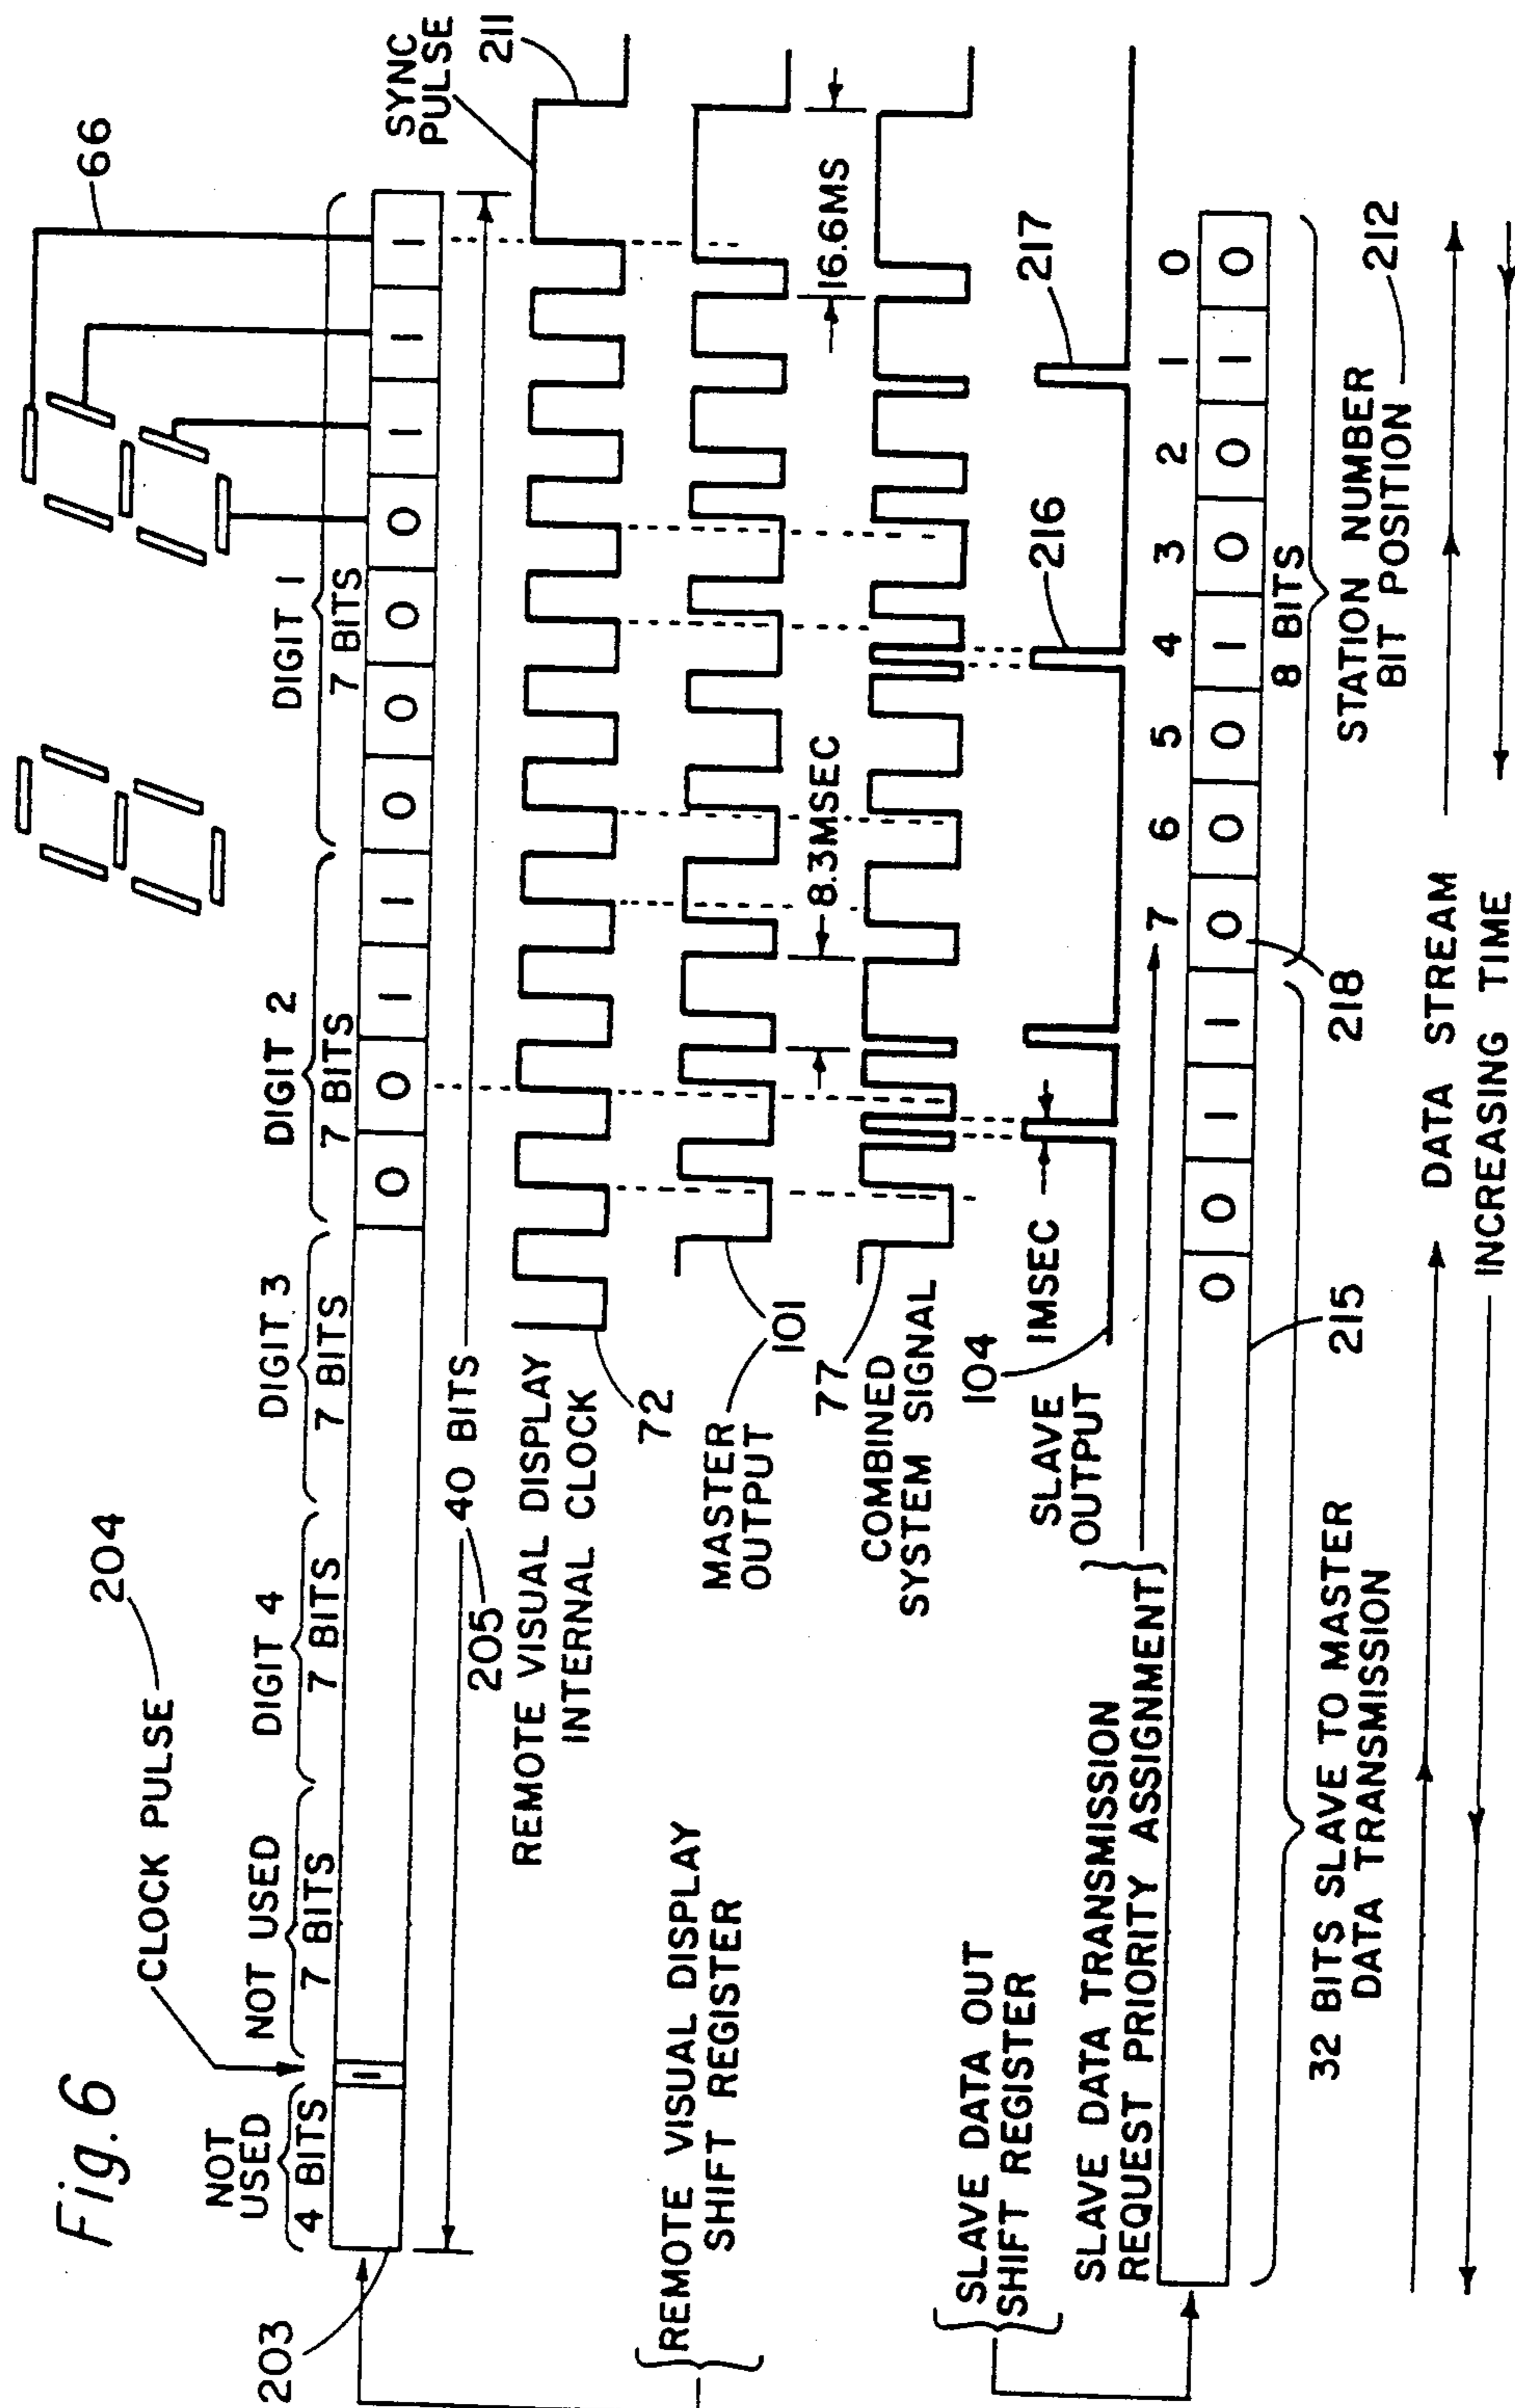 Fig. 6
66
CLOCK PULSE
204
NOT
USED
4 BITS
NOT USED
7 BITS
DIGIT 4
7 BITS
DIGIT 3
7 BITS
DIGIT 2
7 BITS
DIGIT 1
7 BITS
203
1
0
0
1
1
0
0
0
0
1
1
1
40 BITS
205
SYNC
PULSE
211
REMOTE VISUAL DISPLAY
INTERNAL CLOCK
72
REMOTE VISUAL DISPLAY
SHIFT REGISTER
MASTER
OUTPUT
101
8.3MSEC
16.6MS
77
COMBINED
SYSTEM SIGNAL
104
SLAVE
OUTPUT
1MSEC
216
217
SLAVE DATA OUT
SHIFT REGISTER
SLAVE DATA TRANSMISSION
REQUEST PRIORITY ASSIGNMENT
7 6 5 4 3 2 1 0
0 0 1 1 0 0 0 1 0 0 1 0
215
218
8 BITS
32 BITS SLAVE TO MASTER
DATA TRANSMISSION
STATION NUMBER
BIT POSITION
212
DATA STREAM
INCREASING TIME